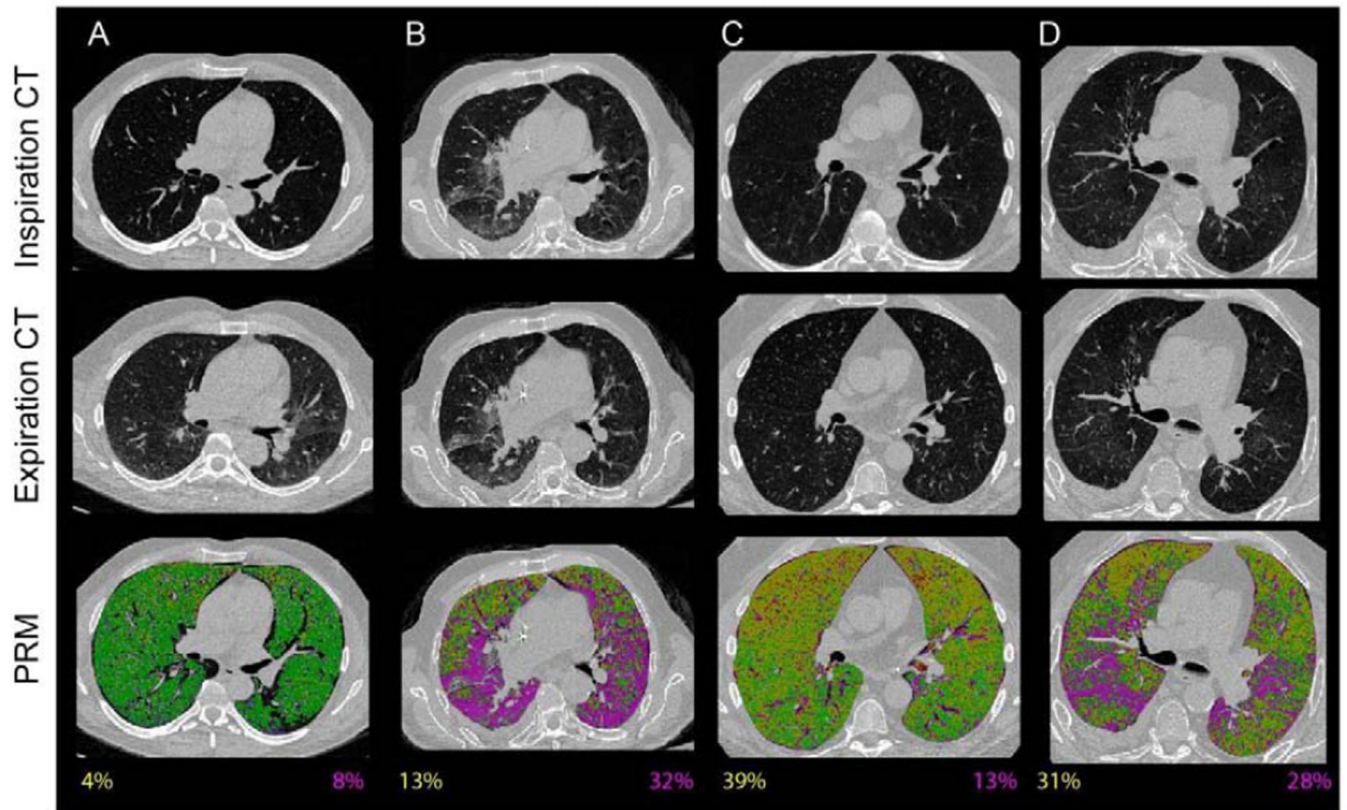 A B C D
Inspiration CT
Expiration CT
PRM
4% 8% 13% 32% 39% 13% 31% 28%